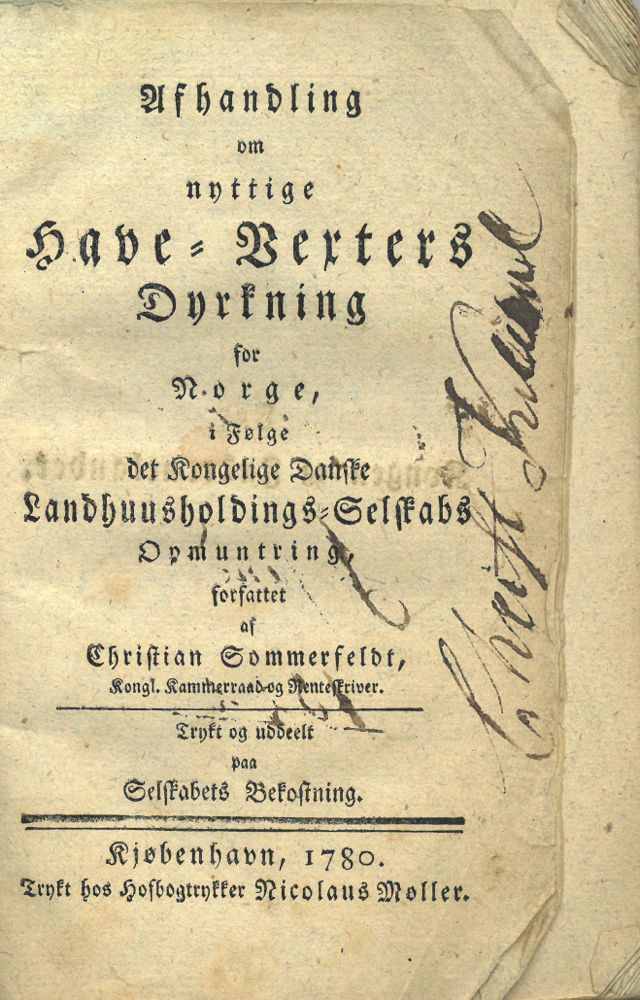 Afhandling
om
nyttige
Have-Vexters
Dyrkning
for
Norge,
i Følge
det Kongelige Danske
Landhuusholdings-Selskabs
Opmuntring,
forfattet
af
Christian Sommerfeldt,
Kongl. Kammerraad og Renteskriver.
Trykt og uddeelt
paa
Selskabets Bekostning.
Kjøbenhavn, 1780.
Trykt hos Hofbogtrykker Nicolaus Møller.